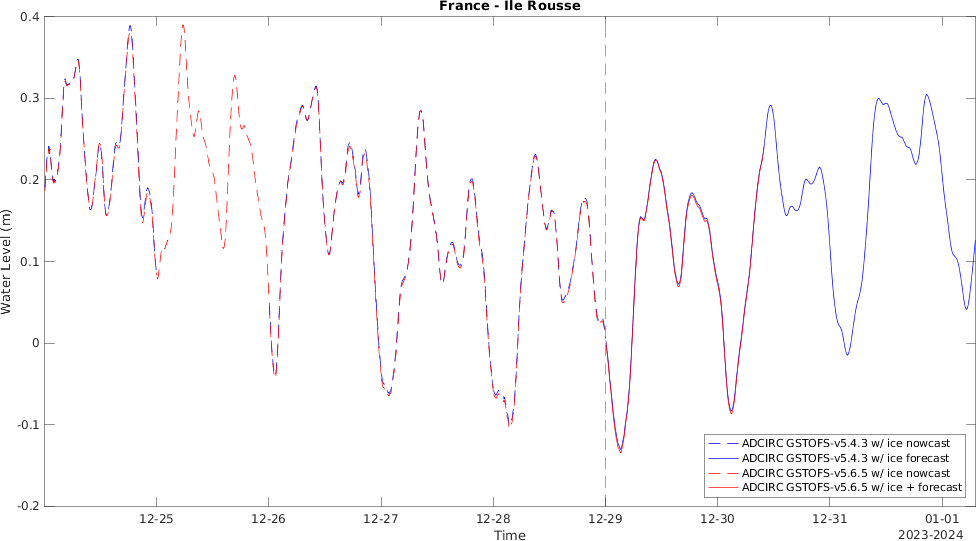 France - Ile Rousse
Water Level (m)
0.4
0.3
0.2
0.1
0
-0.1
-0.2
12-25
12-26
12-27
12-28
12-29
12-30
12-31
01-01
Time
2023-2024
ADCIRC GSTOFS-v5.4.3 w/ ice nowcast
ADCIRC GSTOFS-v5.4.3 w/ ice forecast
ADCIRC GSTOFS-v5.6.5 w/ ice nowcast
ADCIRC GSTOFS-v5.6.5 w/ ice + forecast